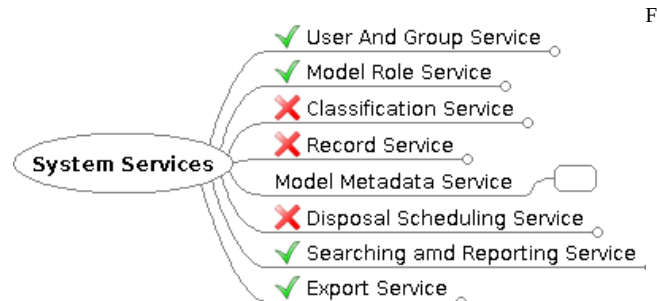 F
User And Group Service
Model Role Service
Classification Service
Record Service
System Services
Model Metadata Service
Disposal Scheduling Service
Searching amd Reporting Service
Export Service